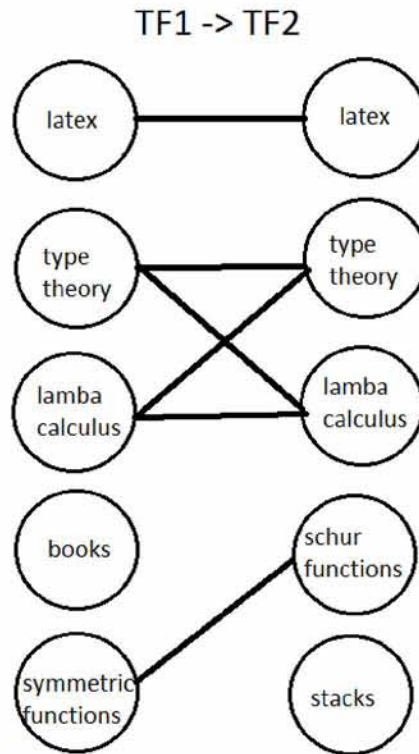 TF1 -> TF2
latex
latex
type
theory
type
theory
lamba
calculus
lamba
calculus
books
schur
functions
symmetric
functions
stacks